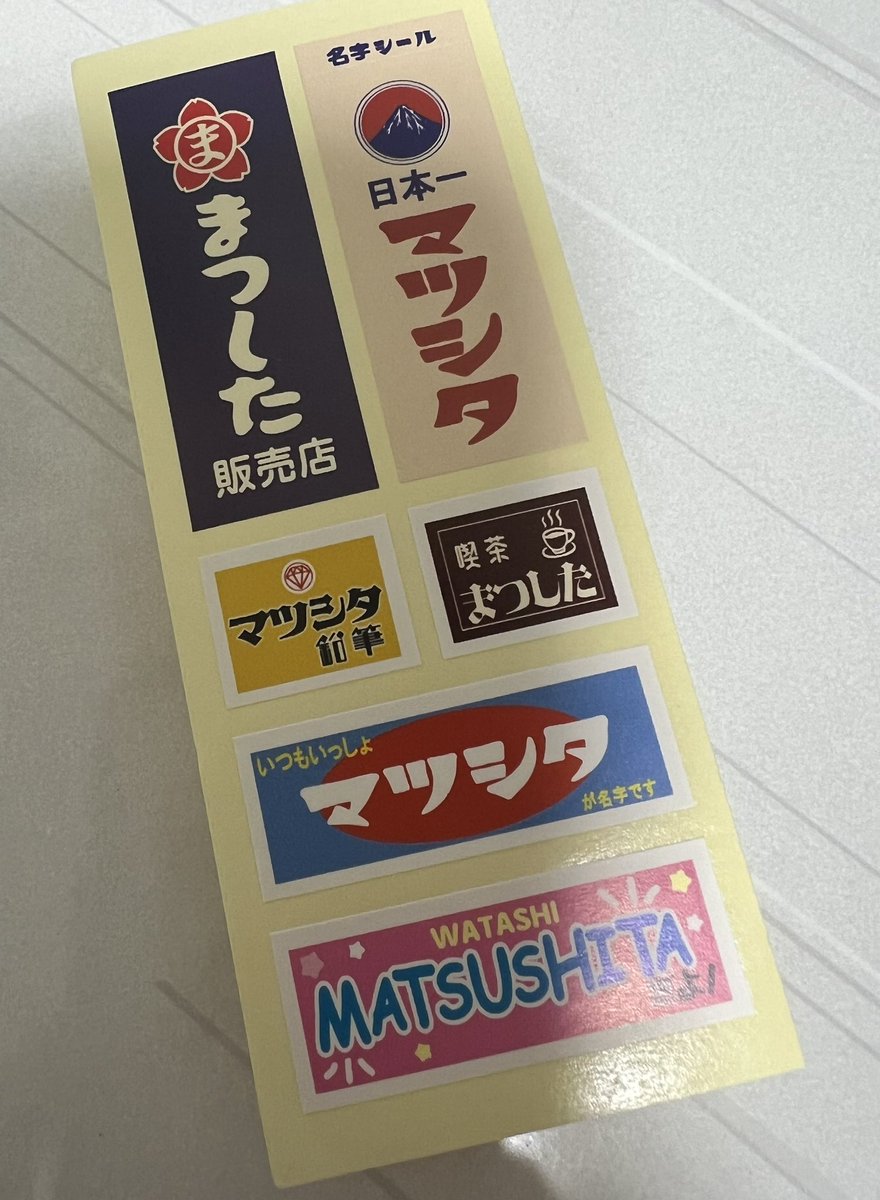 ま
まつした
販売店
名字シール
日本一
マツシタ
マツシタ
鉛筆
喫茶
まつした
いつもいっしょ
マツシタ
が名字です
WATASHI
MATSUSHITA